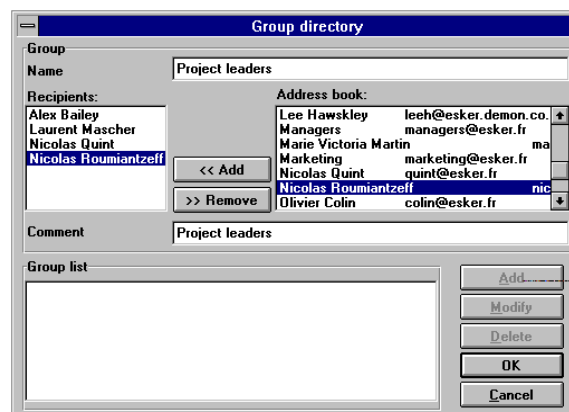 Group directory
Group
Name
Project leaders
Recipients:
Alex Bailey
Laurent Mascher
Nicolas Quint
Nicolas Roumiantzeff
<< Add
>> Remove
Address book:
Lee Hawskley leeh@esker.demon.co.
Managers managers@esker.fr
Marie Victoria Martin ma
Marketing marketing@esker.fr
Nicolas Quint quint@esker.fr
Nicolas Roumiantzeff nic
Olivier Colin colin@esker.fr
Comment
Project leaders
Group list
Add
Modify
Delete
OK
Cancel